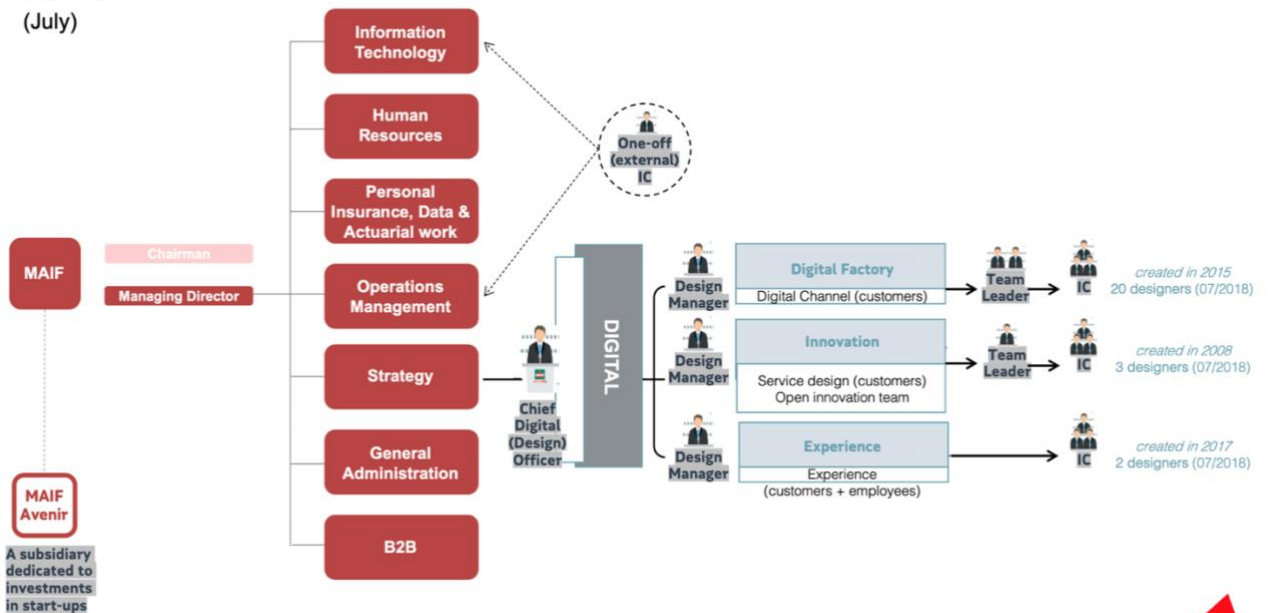 (July)
Information
Technology
Human
Resources
Personal
Insurance, Data &
Actuarial work
Operations
Management
Strategy
General
Administration
B2B
MAIF
Chairman
Managing Director
MAIF
Avenir
A subsidiary
dedicated to
investments
in start-ups
One-off
(external)
IC
Chief
Digital
(Design)
Officer
DIGITAL
Design
Manager
Digital Factory
Digital Channel (customers)
Team
Leader
IC
created in 2015
20 designers (07/2018)
Design
Manager
Innovation
Service design (customers)
Open innovation team
Team
Leader
IC
created in 2008
3 designers (07/2018)
Design
Manager
Experience
Experience
(customers + employees)
IC
created in 2017
2 designers (07/2018)